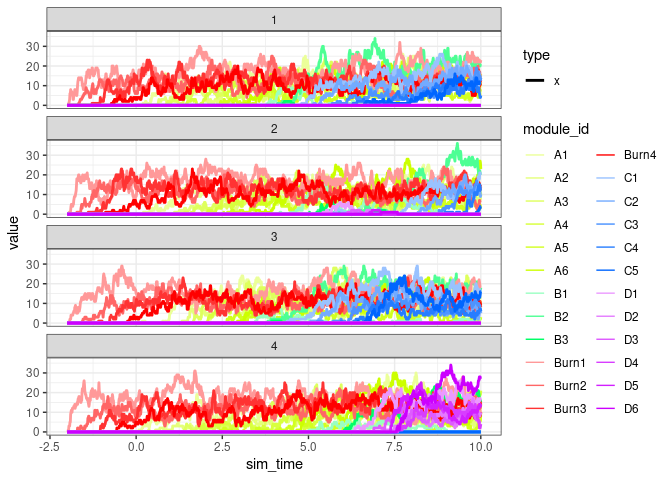 1
30
20
10
0
2
30
20
10
0
3
30
20
10
0
4
30
20
10
0
-2.5 0.0 2.5 5.0 7.5 10.0
sim_time
value
type
x
module_id
A1 Burn4
A2 C1
A3 C2
A4 C3
A5 C4
A6 C5
B1 D1
B2 D2
B3 D3
Burn1 D4
Burn2 D5
Burn3 D6